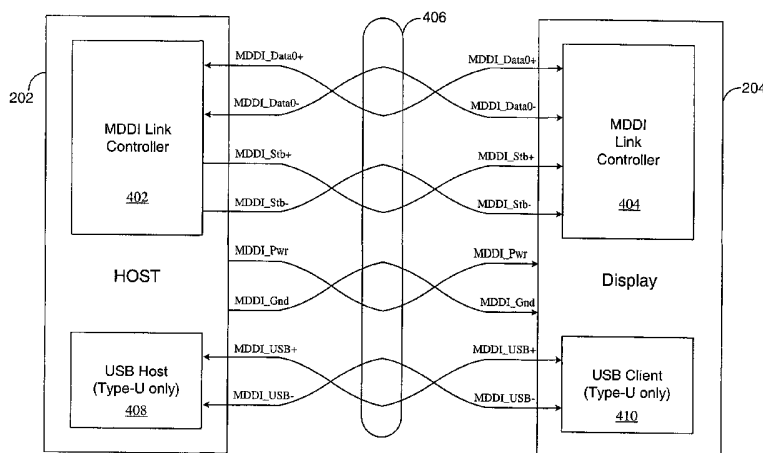 406
202
204
MDDI_Data0+
MDDI_Data0+
MDDI_Data0-
MDDI_Data0-
MDDI Link
Controller
402
MDDI
Link
Controller
404
MDDI_Stb+
MDDI_Stb+
MDDI_Stb-
MDDI_Stb-
MDDI_Pwr
MDDI_Pwr
HOST
Display
MDDI_Gnd
MDDI_Gnd
MDDI_USB+
MDDI_USB+
USB Host
(Type-U only)
408
USB Client
(Type-U only)
410
MDDI_USB-
MDDI_USB-